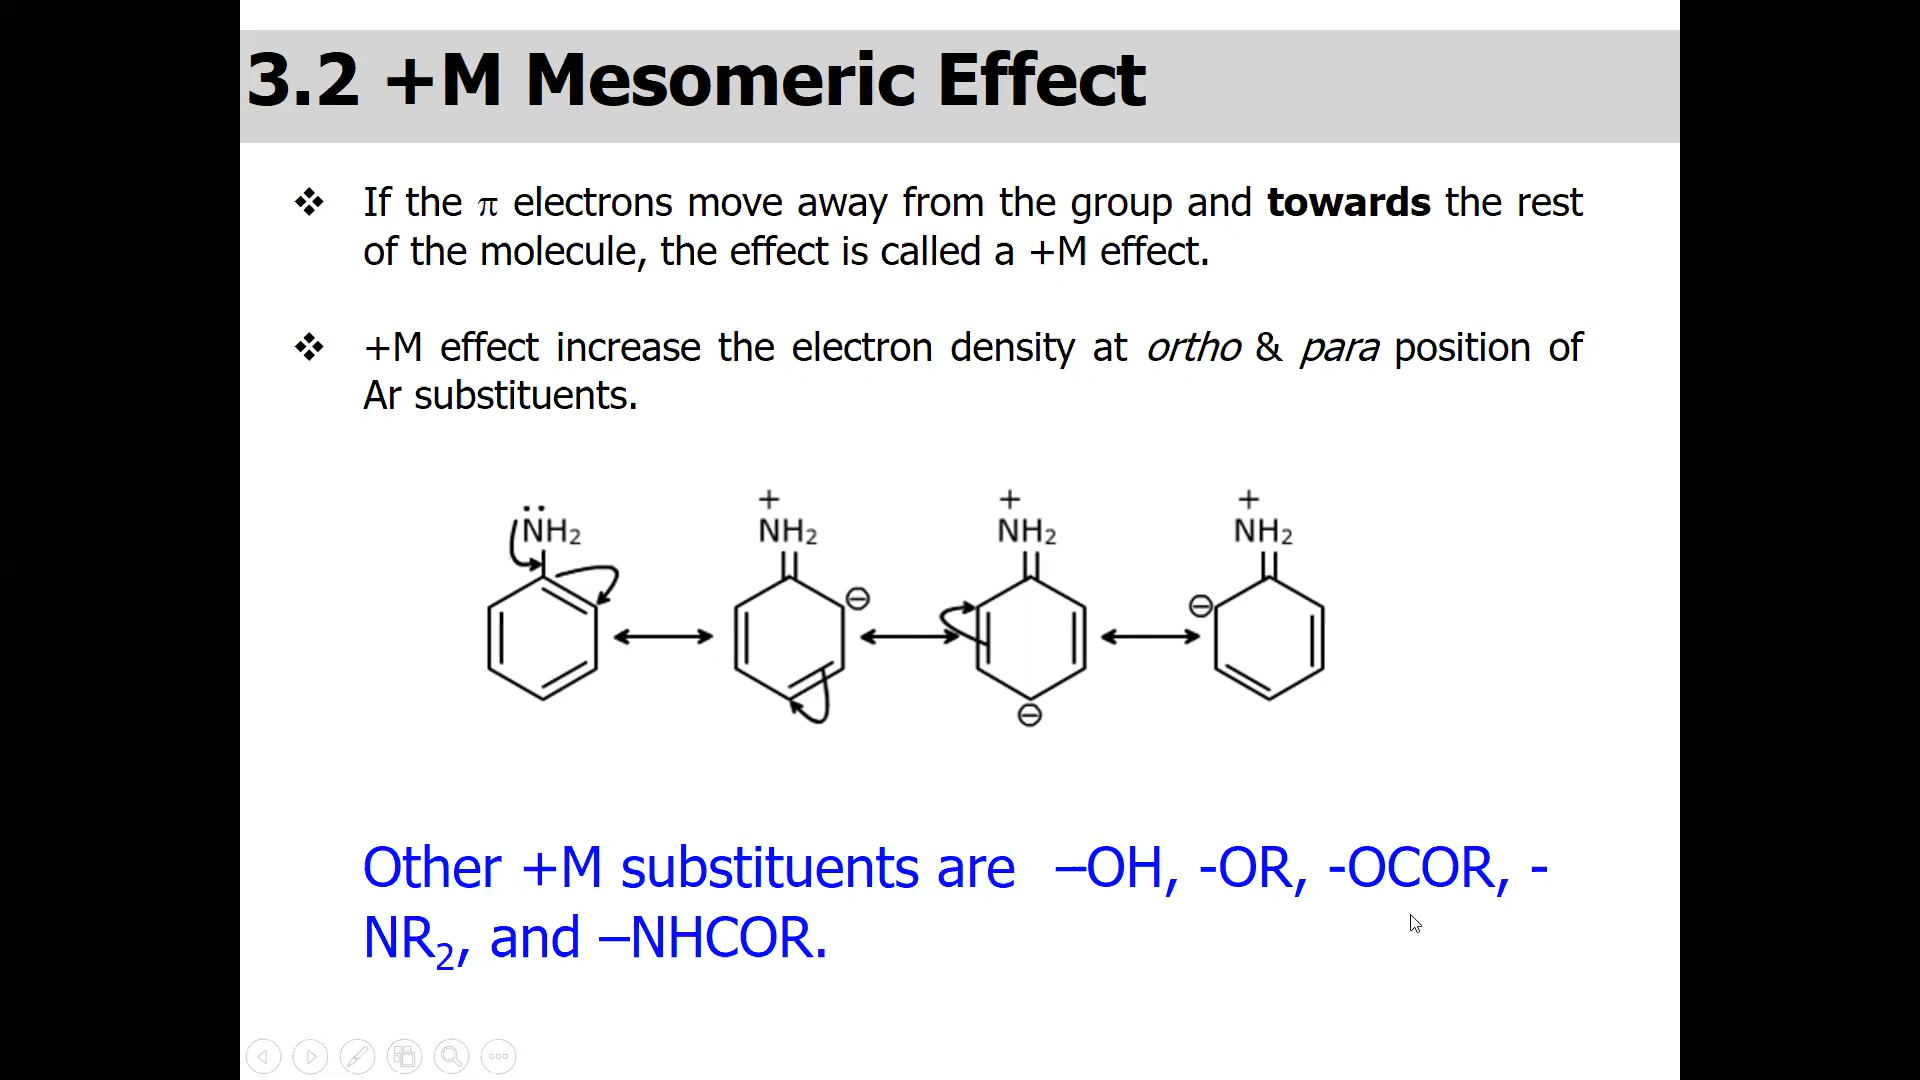 3.2 +M Mesomeric Effect
❖ If the π electrons move away from the group and towards the rest
of the molecule, the effect is called a +M effect.
❖ +M effect increase the electron density at ortho & para position of
Ar substituents.
+ + +
N̈H₂ NH₂ NH₂ NH₂
⊖ ⊖
⊖
Other +M substituents are –OH, -OR, -OCOR, -
NR₂, and –NHCOR.